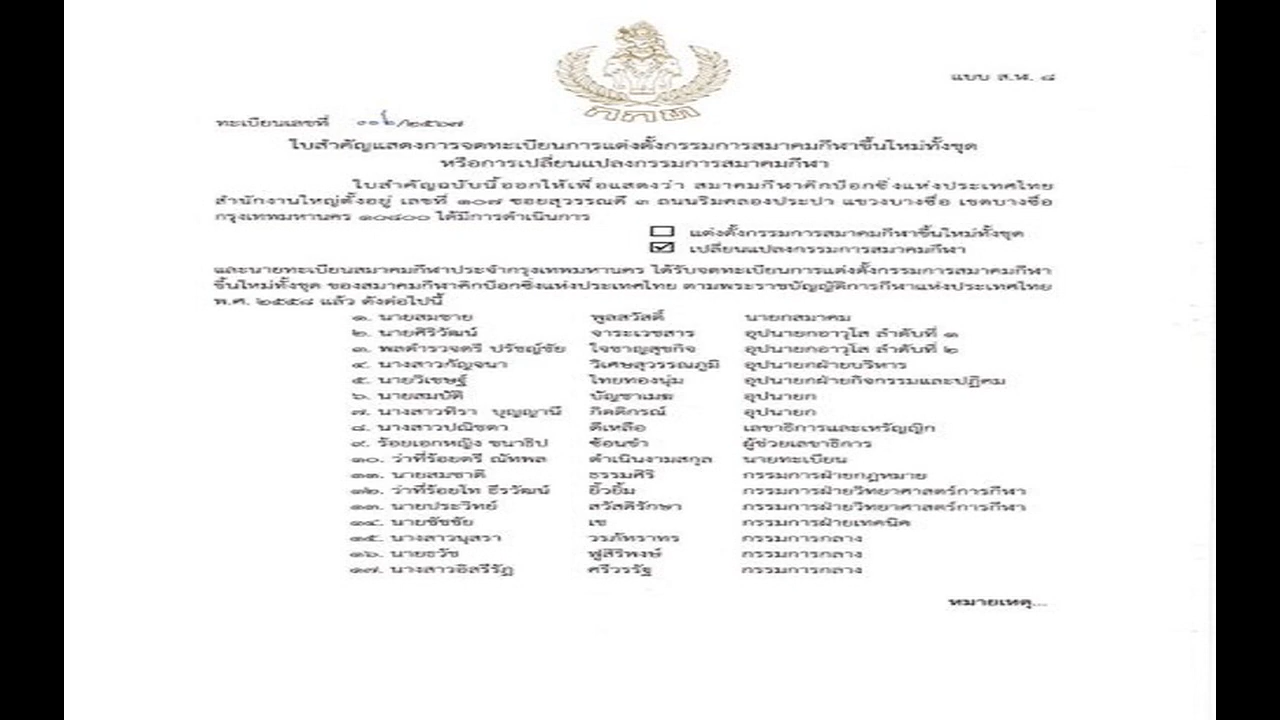 กกท
แบบ ส.ฬ. ๘
ทะเบียนเลขที่ ๐๐๖/๒๕๖๗
ใบสำคัญแสดงการจดทะเบียนการแต่งตั้งกรรมการสมาคมกีฬาขึ้นใหม่ทั้งชุด
หรือการเปลี่ยนแปลงกรรมการสมาคมกีฬา
ใบสำคัญฉบับนี้ออกให้เพื่อแสดงว่า สมาคมกีฬาคิกบ๊อกซิ่งแห่งประเทศไทย
สำนักงานใหญ่ตั้งอยู่ เลขที่ ๑๐๗ ซอยสุวรรณดี ๓ ถนนริมคลองประปา แขวงบางซื่อ เขตบางซื่อ
กรุงเทพมหานคร ๑๐๘๐๐ ได้มีการดำเนินการ
แต่งตั้งกรรมการสมาคมกีฬาขึ้นใหม่ทั้งชุด
เปลี่ยนแปลงกรรมการสมาคมกีฬา
และนายทะเบียนสมาคมกีฬาประจำกรุงเทพมหานคร ได้รับจดทะเบียนการแต่งตั้งกรรมการสมาคมกีฬา
ขึ้นใหม่ทั้งชุด ของสมาคมกีฬาคิกบ๊อกซิ่งแห่งประเทศไทย ตามพระราชบัญญัติการกีฬาแห่งประเทศไทย
พ.ศ. ๒๕๕๘ แล้ว ดังต่อไปนี้
๑. นายสมชาย พูลสวัสดิ์ นายกสมาคม
๒. นายศิริวัฒน์ จาระเวชสาร อุปนายกอาวุโส ลำดับที่ ๑
๓. พลตำรวจตรี ปรัชญ์ชัย ใจชาญสุขกิจ อุปนายกอาวุโส ลำดับที่ ๒
๔. นางสาวกัญจนา วิเศษสุวรรณภูมิ อุปนายกฝ่ายบริหาร
๕. นายวิเชษฐ์ ไทยทองนุ่ม อุปนายกฝ่ายกิจกรรมและปฏิคม
๖. นายสมบัติ บัญชาเมฆ อุปนายก
๗. นางสาวทิรา บุญญานี กิตติกรณ์ อุปนายก
๘. นางสาวปณิชตา ดีเหลือ เลขาธิการและเหรัญญิก
๙. ร้อยเอกหญิง ชนาธิป ซ้อนขำ ผู้ช่วยเลขาธิการ
๑๐. ว่าที่ร้อยตรี ณัทพล ดำเนินงามสกุล นายทะเบียน
๑๑. นายสมชาติ ธรรมศิริ กรรมการฝ่ายกฎหมาย
๑๒. ว่าที่ร้อยโท ธีรวัฒน์ ยิ้วยิ้ม กรรมการฝ่ายวิทยาศาสตร์การกีฬา
๑๓. นายประวิทย์ สวัสดิรักษา กรรมการฝ่ายวิทยาศาสตร์การกีฬา
๑๔. นายชัชชัย เช กรรมการฝ่ายเทคนิค
๑๕. นางสาวนุสรา วรภัทราทร กรรมการกลาง
๑๖. นายธวัช ฟูสิริพงษ์ กรรมการกลาง
๑๗. นางสาวอิสรีรัฏ ศรีวรรัฐ กรรมการกลาง
หมายเหตุ...